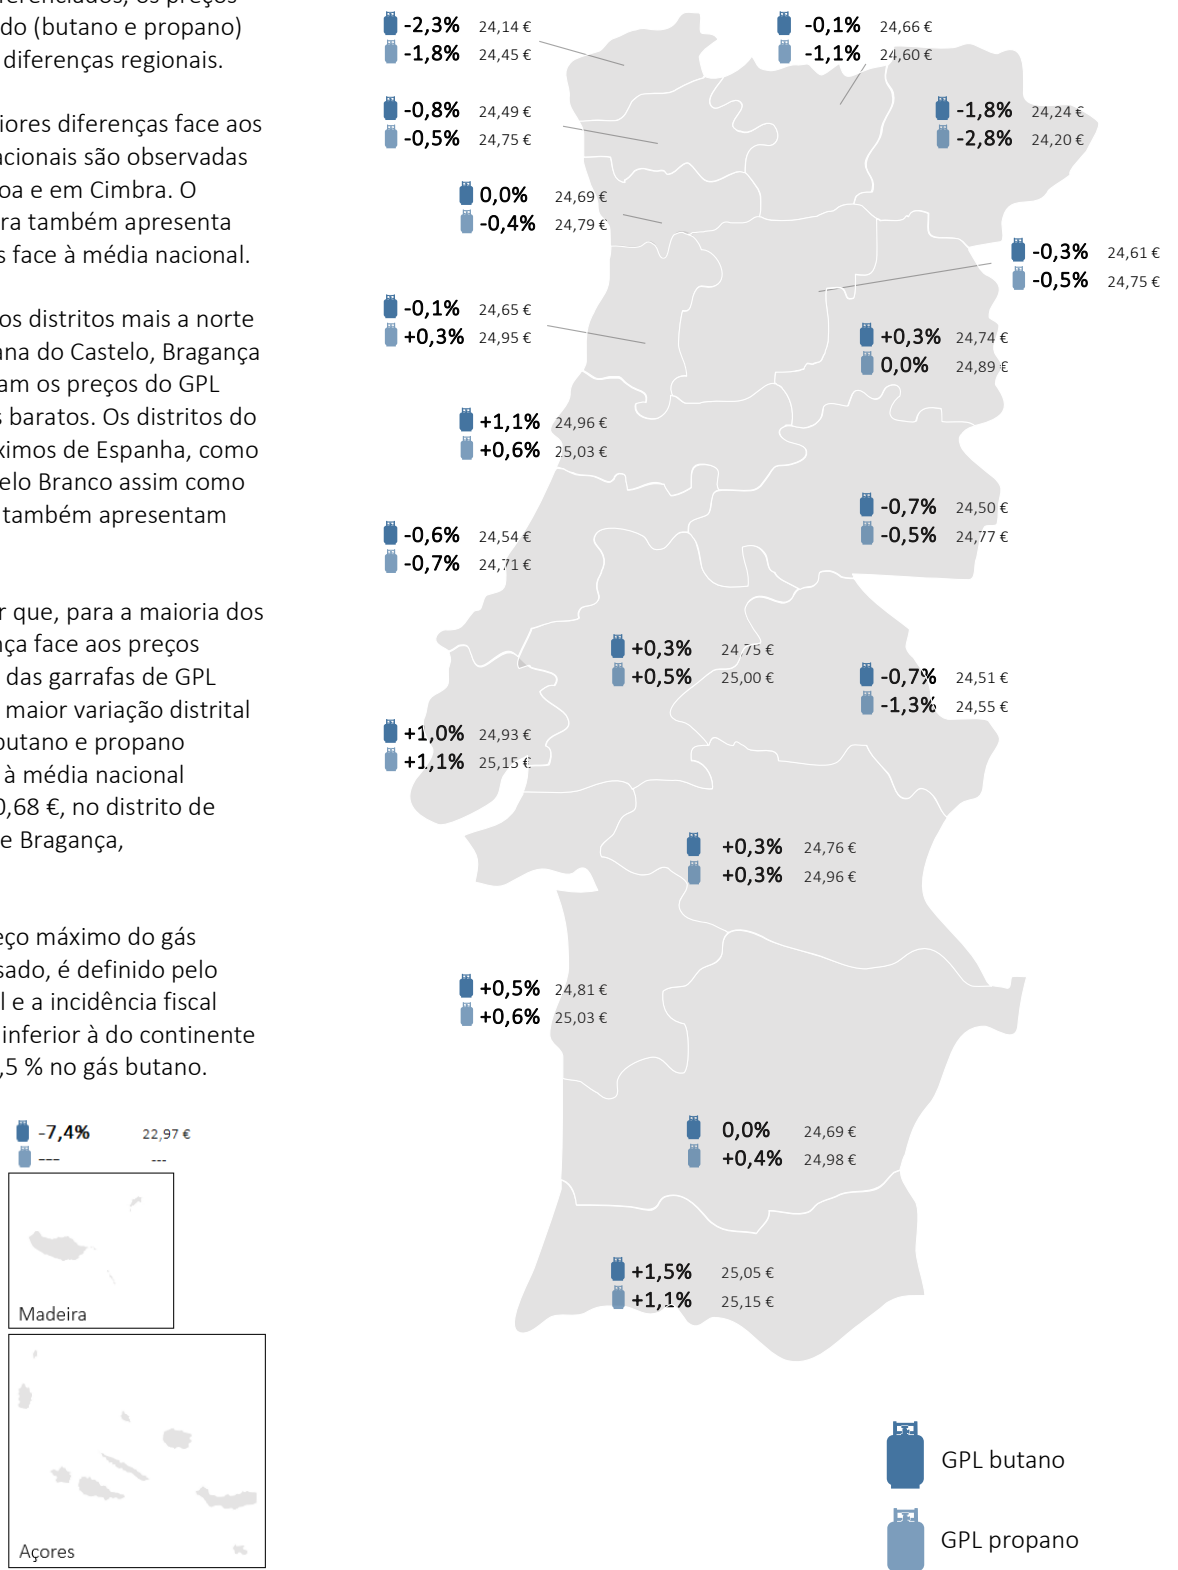 erenciados, os preços
do (butano e propano)
diferenças regionais.
iores diferenças face aos
acionais são observadas
oa e em Cimbra. O
ra também apresenta
s face à média nacional.
os distritos mais a norte
ana do Castelo, Bragança
am os preços do GPL
s baratos. Os distritos do
ximos de Espanha, como
elo Branco assim como
também apresentam
r que, para a maioria dos
nça face aos preços
das garrafas de GPL
maior variação distrital
butano e propano
à média nacional
0,68 €, no distrito de
e Bragança,
eço máximo do gás
sado, é definido pelo
l e a incidência fiscal
inferior à do continente
,5 % no gás butano.
-7,4% 22,97 €
--- ---
Madeira
Açores
-2,3% 24,14 €
-1,8% 24,45 €
-0,1% 24,66 €
-1,1% 24,60 €
-0,8% 24,49 €
-0,5% 24,75 €
-1,8% 24,24 €
-2,8% 24,20 €
0,0% 24,69 €
-0,4% 24,79 €
-0,3% 24,61 €
-0,5% 24,75 €
-0,1% 24,65 €
+0,3% 24,95 €
+0,3% 24,74 €
0,0% 24,89 €
+1,1% 24,96 €
+0,6% 25,03 €
-0,7% 24,50 €
-0,5% 24,77 €
-0,6% 24,54 €
-0,7% 24,71 €
+0,3% 24,75 €
+0,5% 25,00 €
-0,7% 24,51 €
-1,3% 24,55 €
+1,0% 24,93 €
+1,1% 25,15 €
+0,3% 24,76 €
+0,3% 24,96 €
+0,5% 24,81 €
+0,6% 25,03 €
0,0% 24,69 €
+0,4% 24,98 €
+1,5% 25,05 €
+1,1% 25,15 €
GPL butano
GPL propano